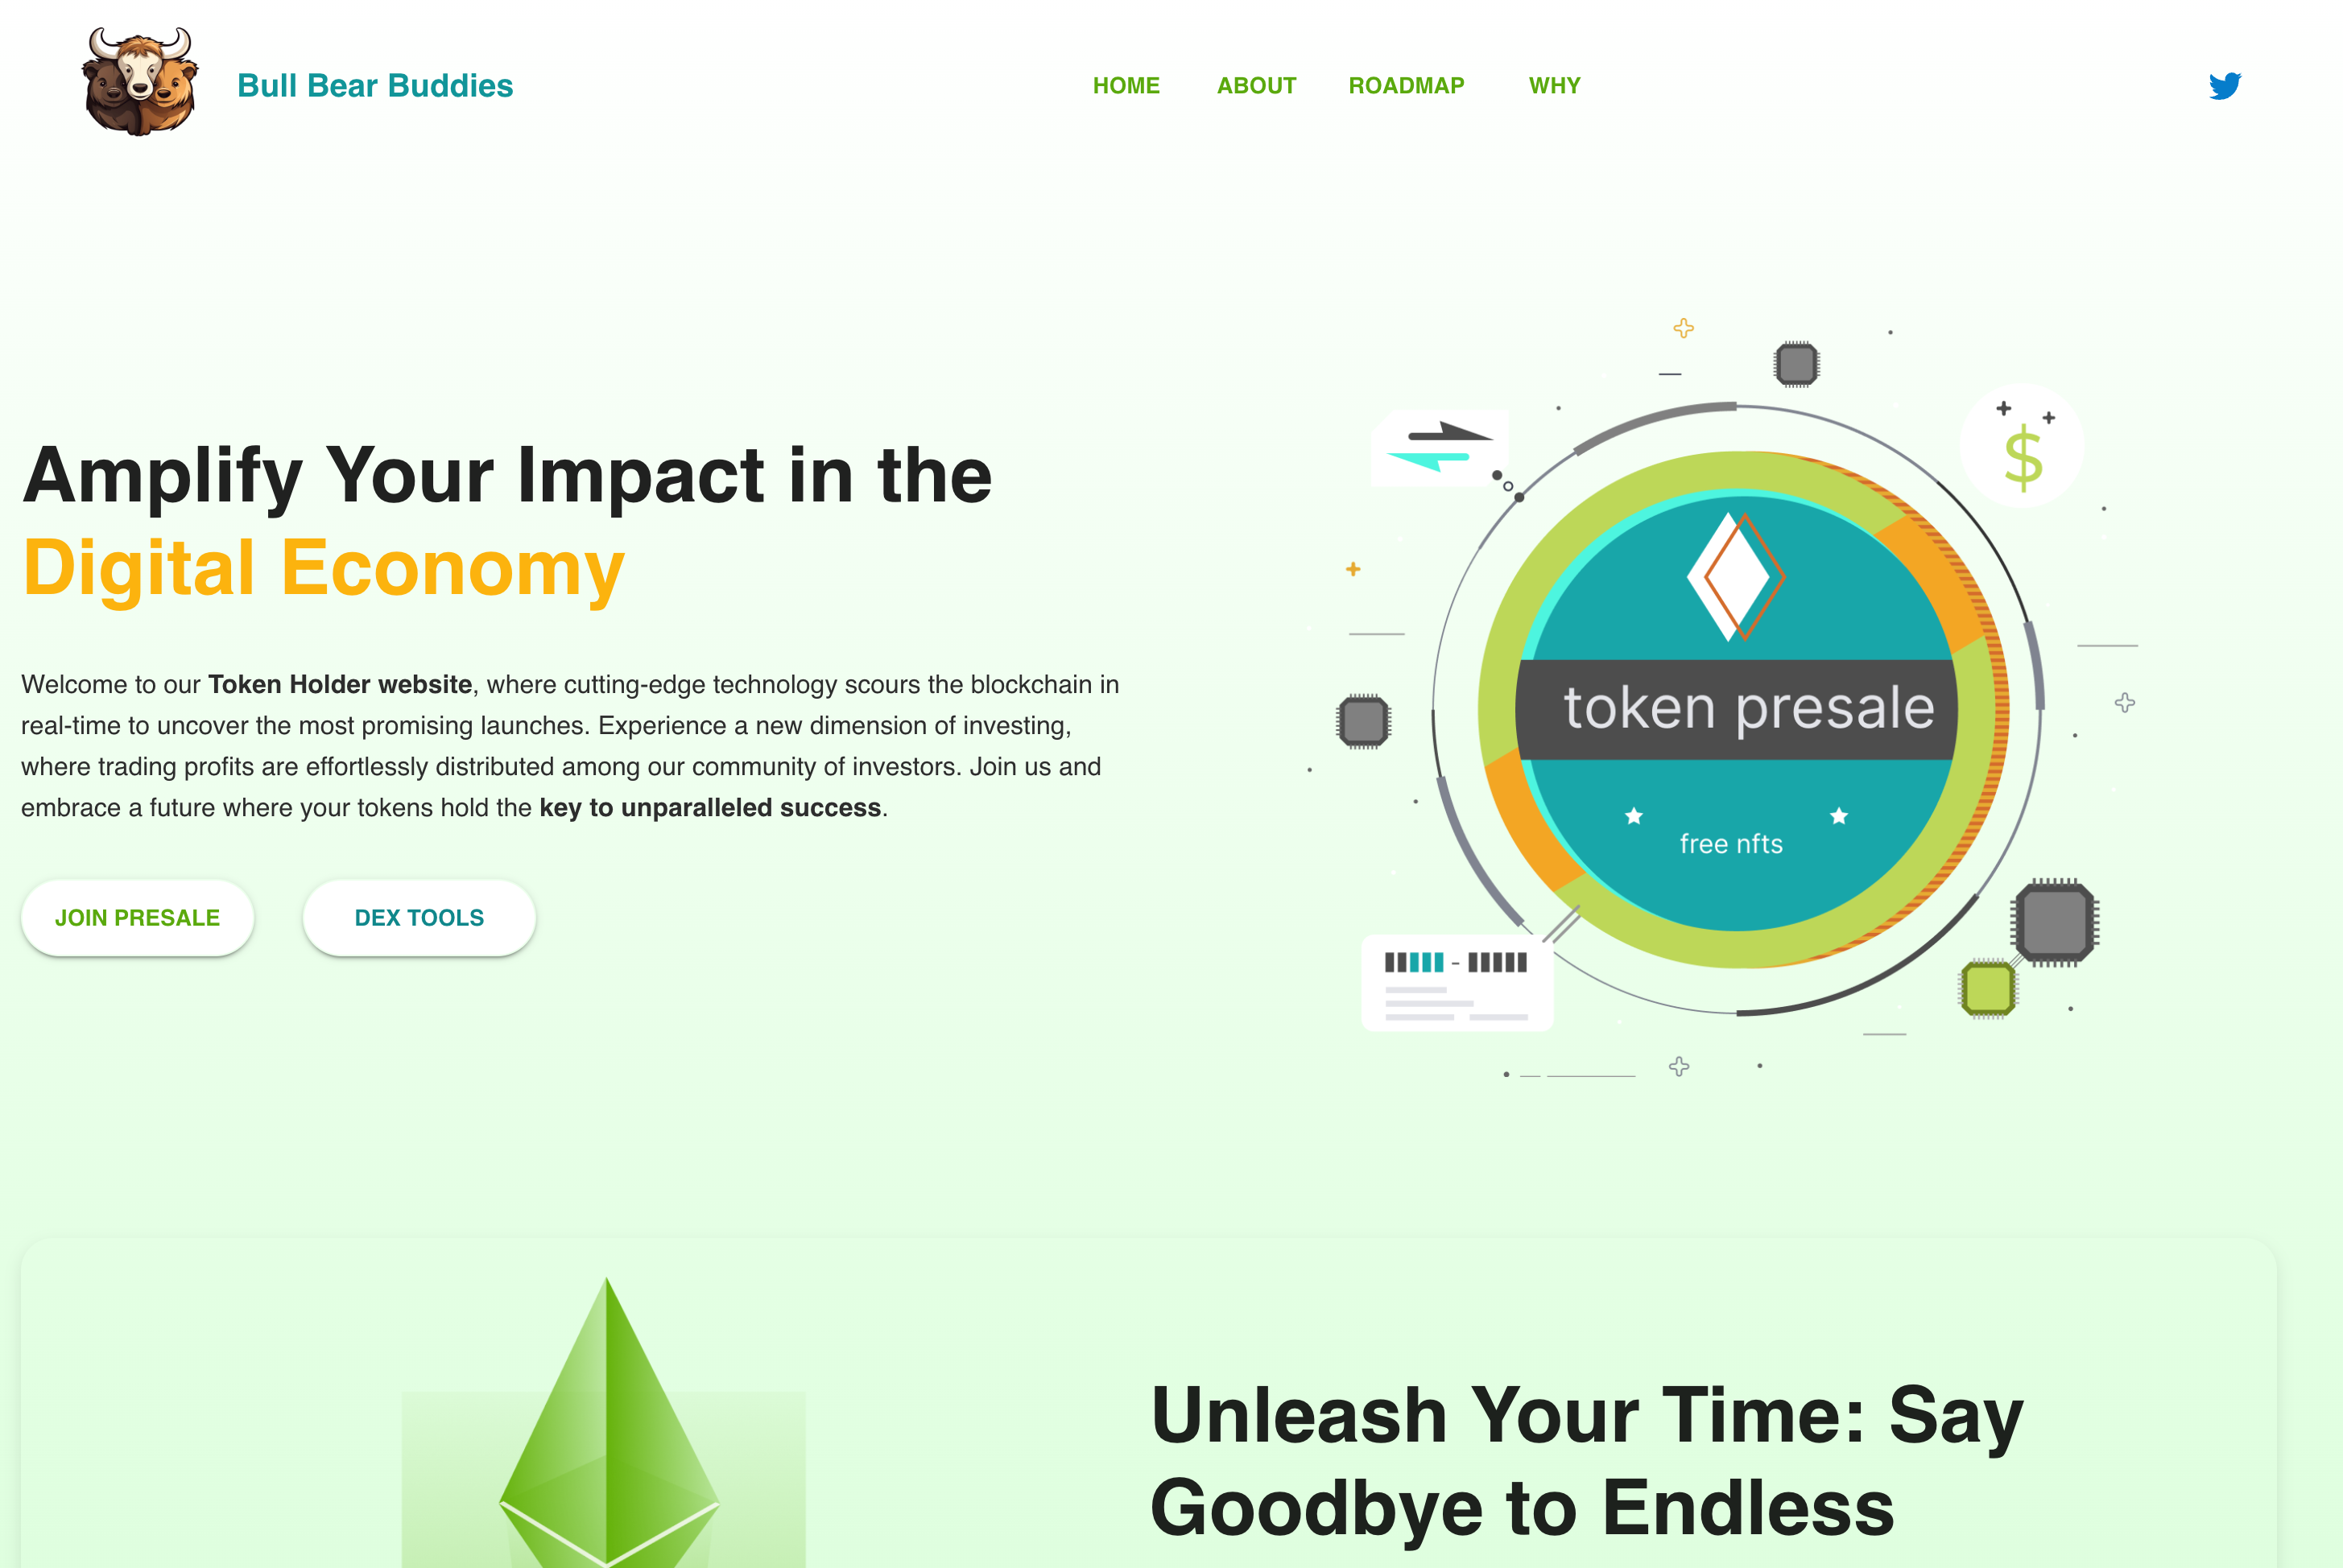 Bull Bear Buddies
HOME ABOUT ROADMAP WHY
Amplify Your Impact in the
Digital Economy
Welcome to our Token Holder website, where cutting-edge technology scours the blockchain in
real-time to uncover the most promising launches. Experience a new dimension of investing,
where trading profits are effortlessly distributed among our community of investors. Join us and
embrace a future where your tokens hold the key to unparalleled success.
JOIN PRESALE
DEX TOOLS
$
token presale
free nfts
Unleash Your Time: Say
Goodbye to Endless